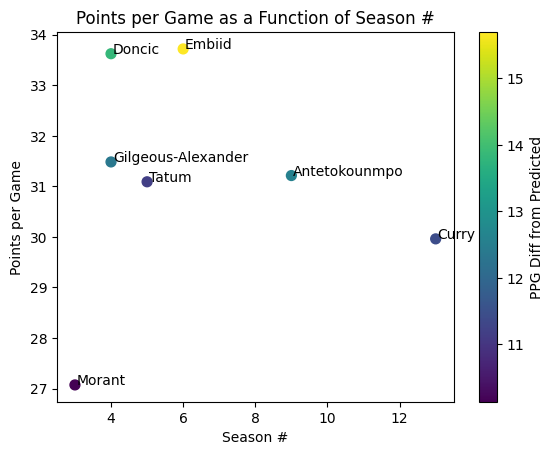 Points per Game as a Function of Season #
34
33
32
31
30
29
28
27
Points per Game
Doncic
Embiid
Gilgeous-Alexander
Tatum
Antetokounmpo
Curry
Morant
4
6
8
10
12
Season #
15
14
13
12
11
PPG Diff from Predicted